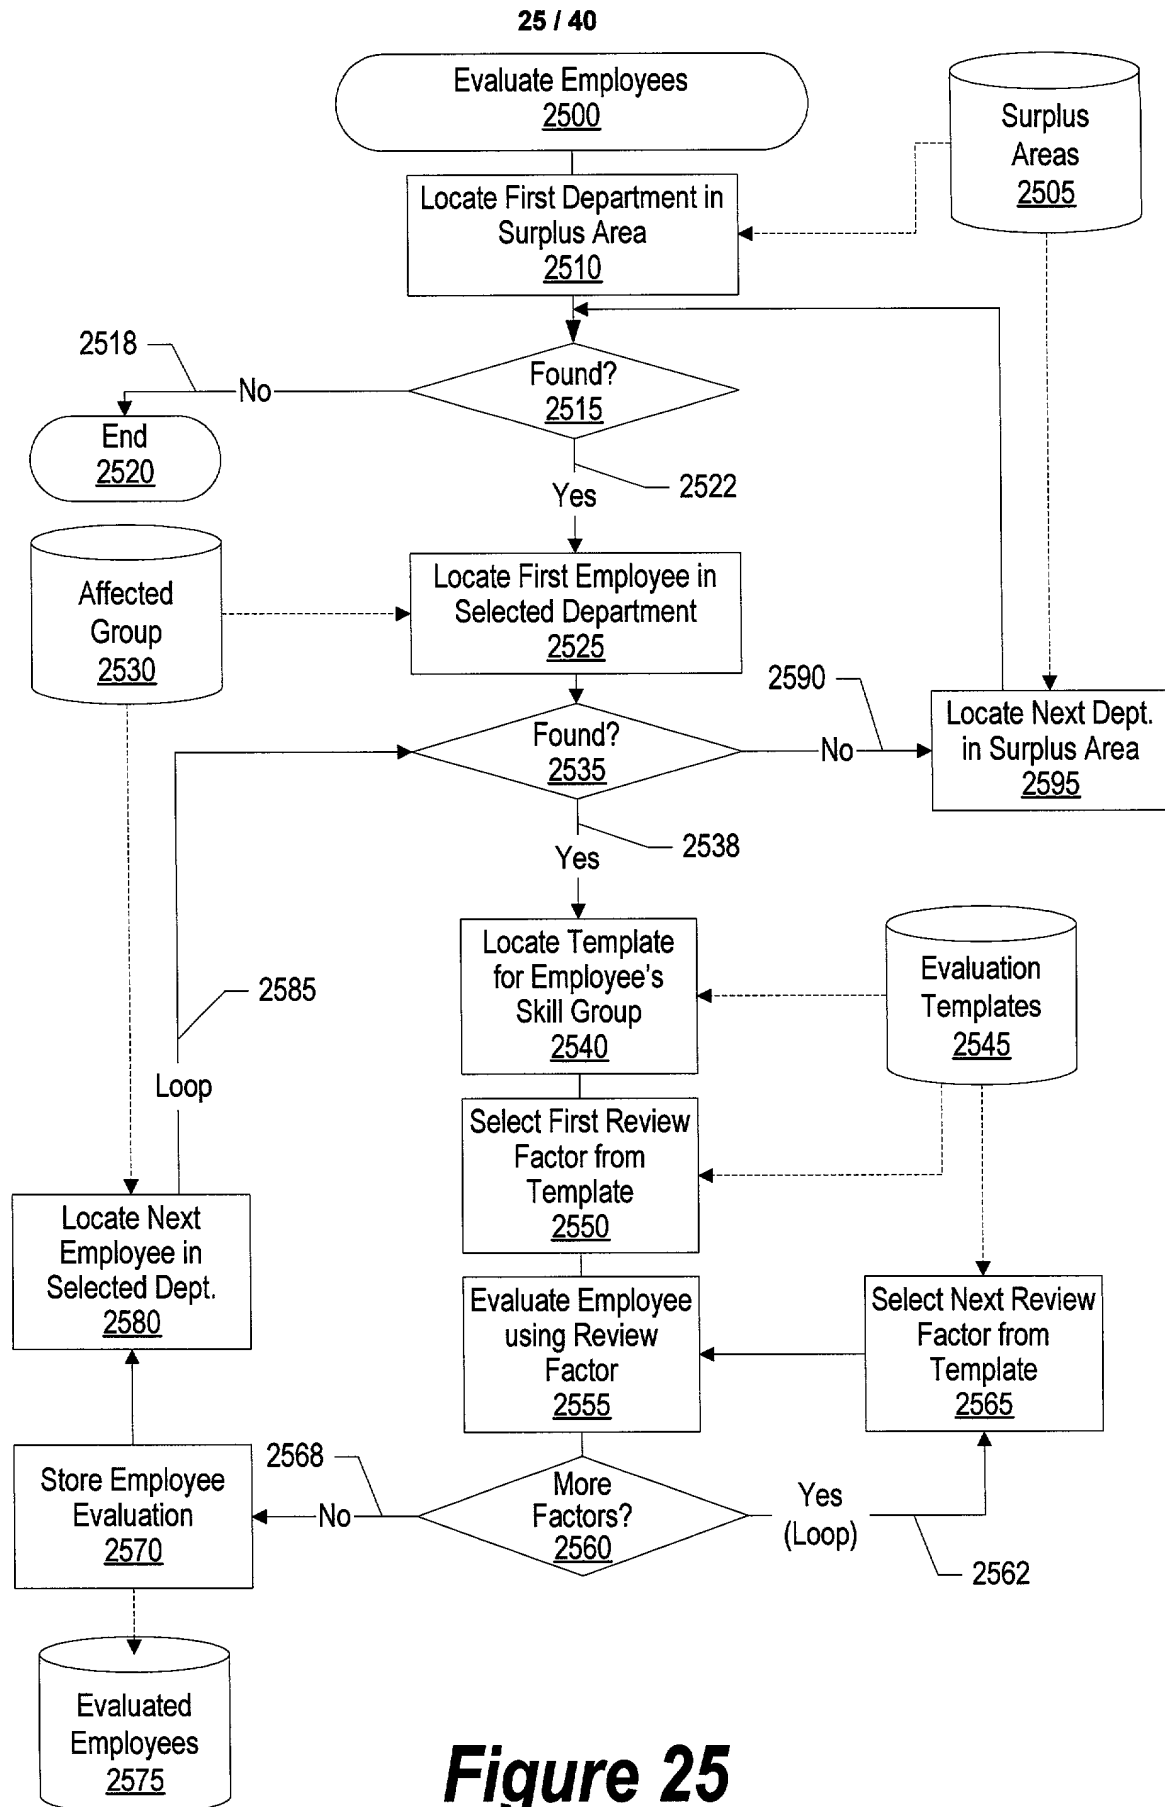 25 / 40
Evaluate Employees
2500
Surplus
Areas
2505
Locate First Department in
Surplus Area
2510
2518
No
Found?
2515
End
2520
2522
Yes
Affected
Group
2530
Locate First Employee in
Selected Department
2525
2590
Found?
2535
No
Locate Next Dept.
in Surplus Area
2595
2538
Yes
Locate Template
for Employee's
Skill Group
2540
Evaluation
Templates
2545
2585
Loop
Select First Review
Factor from
Template
2550
Locate Next
Employee in
Selected Dept.
2580
Evaluate Employee
using Review
Factor
2555
Select Next Review
Factor from
Template
2565
2568
Store Employee
Evaluation
2570
No
More
Factors?
2560
Yes
(Loop)
2562
Evaluated
Employees
2575
Figure 25